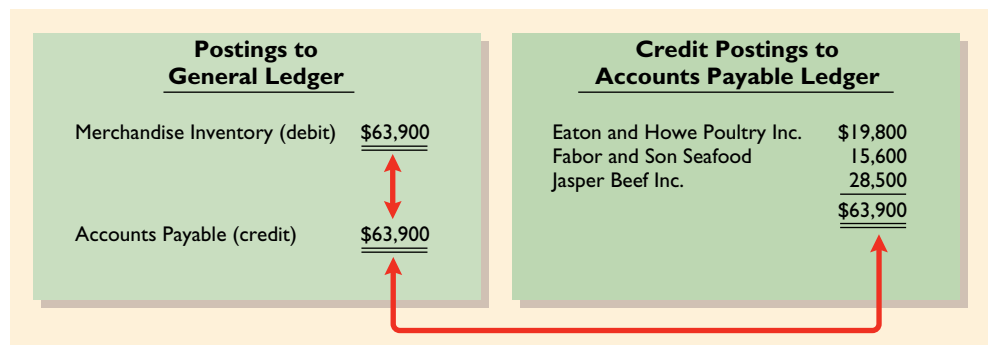 Postings to
General Ledger
Merchandise Inventory (debit) $63,900
Accounts Payable (credit) $63,900
Credit Postings to
Accounts Payable Ledger
Eaton and Howe Poultry Inc. $19,800
Fabor and Son Seafood 15,600
Jasper Beef Inc. 28,500
$63,900